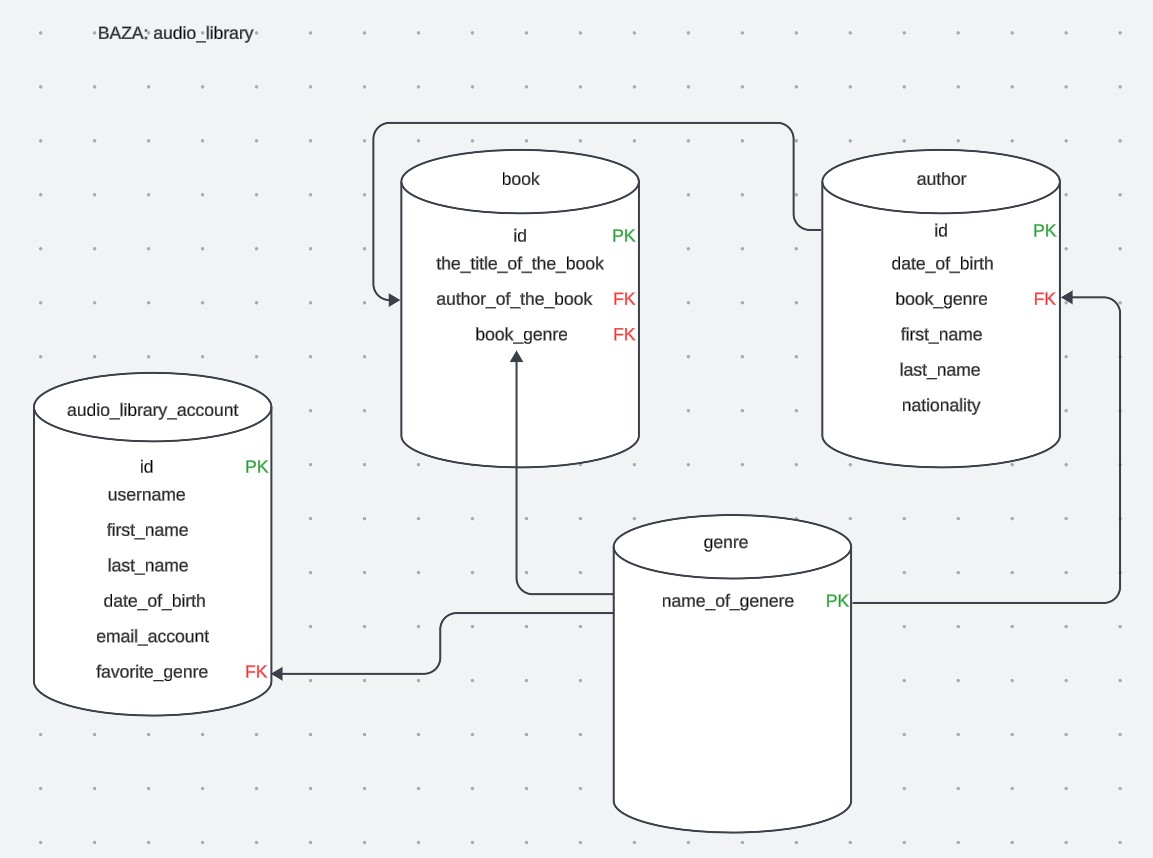 BAZA: audio_library
book
id PK
the_title_of_the_book
author_of_the_book FK
book_genre FK
author
id PK
date_of_birth
book_genre FK
first_name
last_name
nationality
audio_library_account
id PK
username
first_name
last_name
date_of_birth
email_account
favorite_genre FK
genre
name_of_genere PK